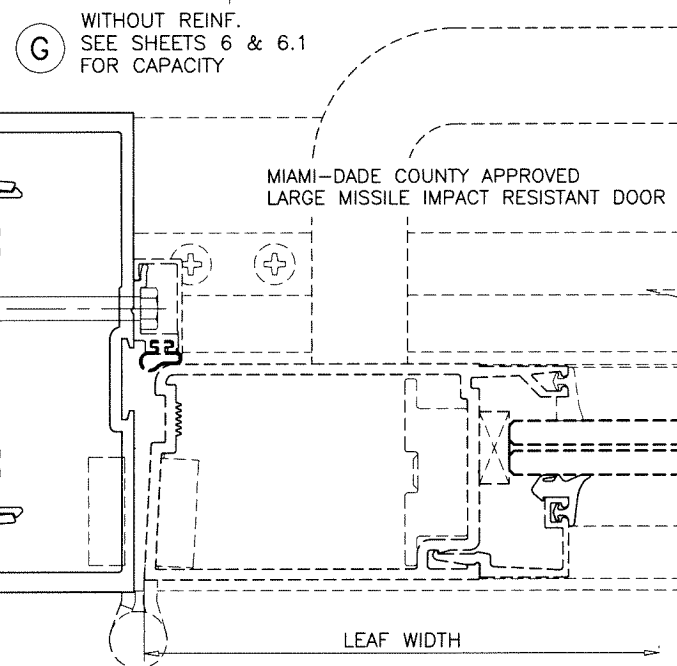 WITHOUT REINF.
G SEE SHEETS 6 & 6.1
FOR CAPACITY
MIAMI-DADE COUNTY APPROVED
LARGE MISSILE IMPACT RESISTANT DOOR
LEAF WIDTH